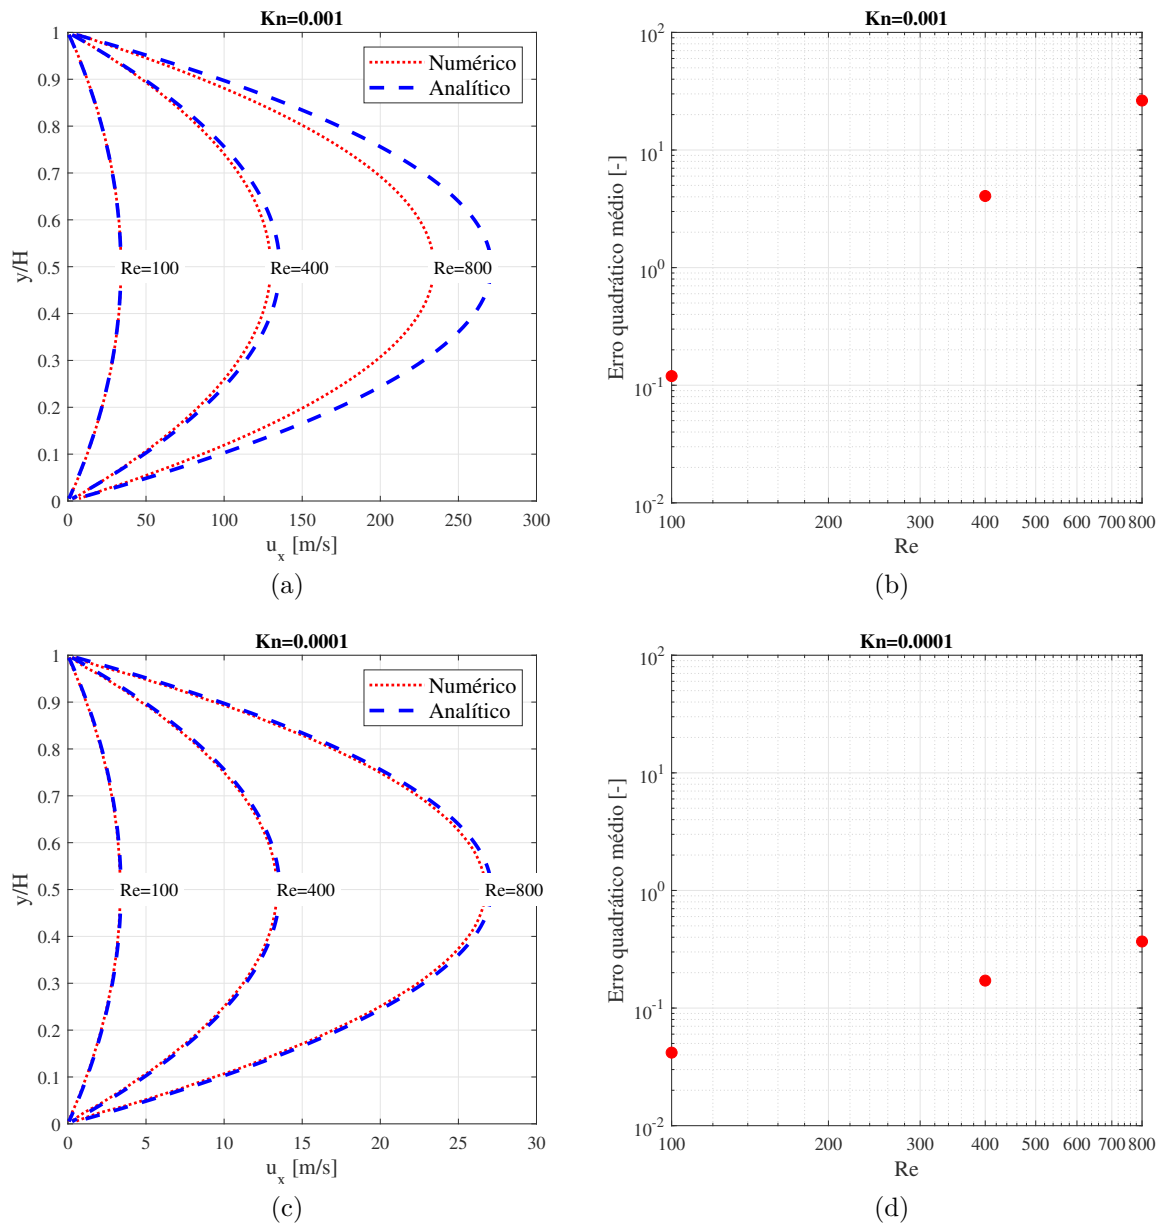 Kn=0.001
1
0.9
0.8
0.7
0.6
0.5
0.4
0.3
0.2
0.1
0
y/H
Numérico
Analítico
Re=100
Re=400
Re=800
0 50 100 150 200 250 300
u_x [m/s]
(a)
Kn=0.001
10^2
10^1
10^0
10^-1
10^-2
Erro quadrático médio [-]
100 200 300 400 500 600 700 800
Re
(b)
Kn=0.0001
1
0.9
0.8
0.7
0.6
0.5
0.4
0.3
0.2
0.1
0
y/H
Numérico
Analítico
Re=100
Re=400
Re=800
0 5 10 15 20 25 30
u_x [m/s]
(c)
Kn=0.0001
10^2
10^1
10^0
10^-1
10^-2
Erro quadrático médio [-]
100 200 300 400 500 600 700 800
Re
(d)